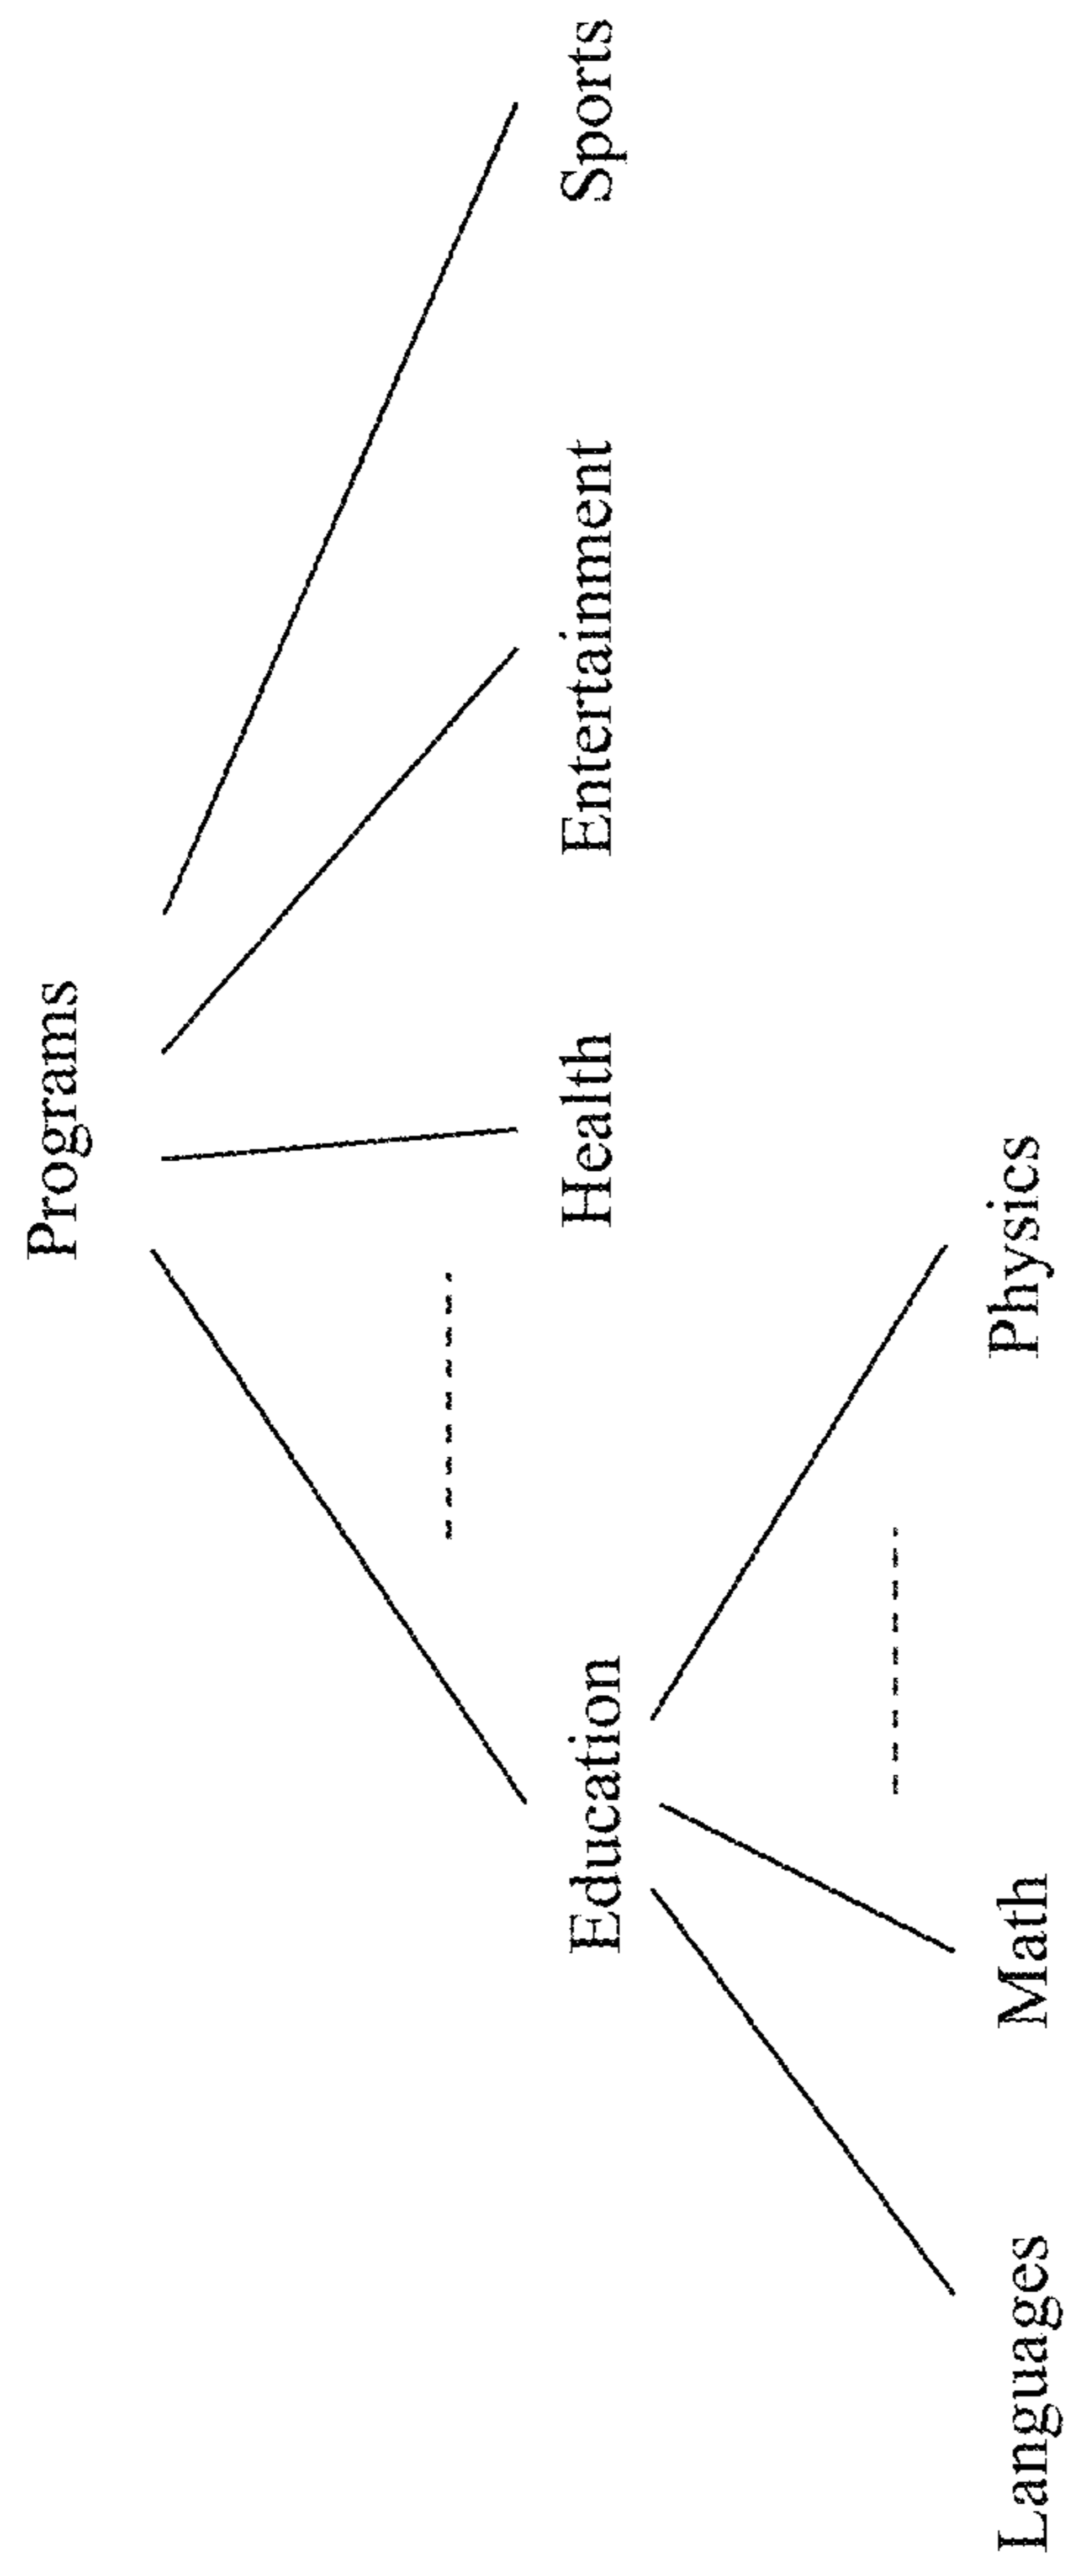 Programs
Education Health Entertainment Sports
Languages Math Physics